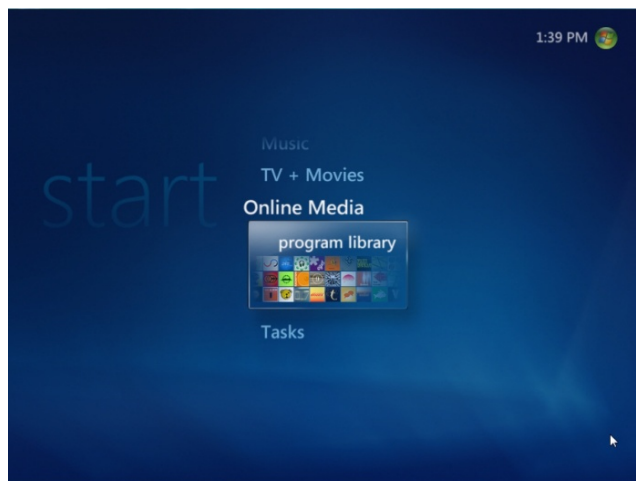 1:39 PM
Music
TV + Movies
start
Online Media
program library
Tasks